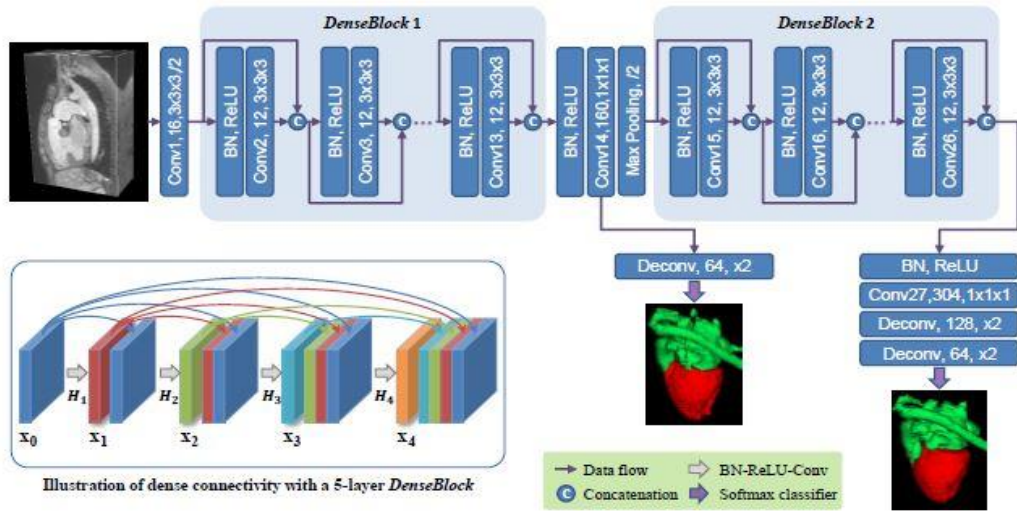 DenseBlock 1
DenseBlock 2
Conv1,16,3x3x3/2
BN, ReLU
Conv2, 12, 3x3x3
C
BN, ReLU
Conv3, 12, 3x3x3
C
...
BN, ReLU
Conv13, 12, 3x3x3
C
BN, ReLU
Conv14,160,1x1x1
Max Pooling, /2
BN, ReLU
Conv15, 12, 3x3x3
C
BN, ReLU
Conv16, 12, 3x3x3
C
...
BN, ReLU
Conv26, 12, 3x3x3
C
Deconv, 64, x2
BN, ReLU
Conv27,304,1x1x1
Deconv, 128, x2
Deconv, 64, x2
H1
H2
H3
H4
x0
x1
x2
x3
x4
Illustration of dense connectivity with a 5-layer DenseBlock
Data flow
BN-ReLU-Conv
C Concatenation
Softmax classifier